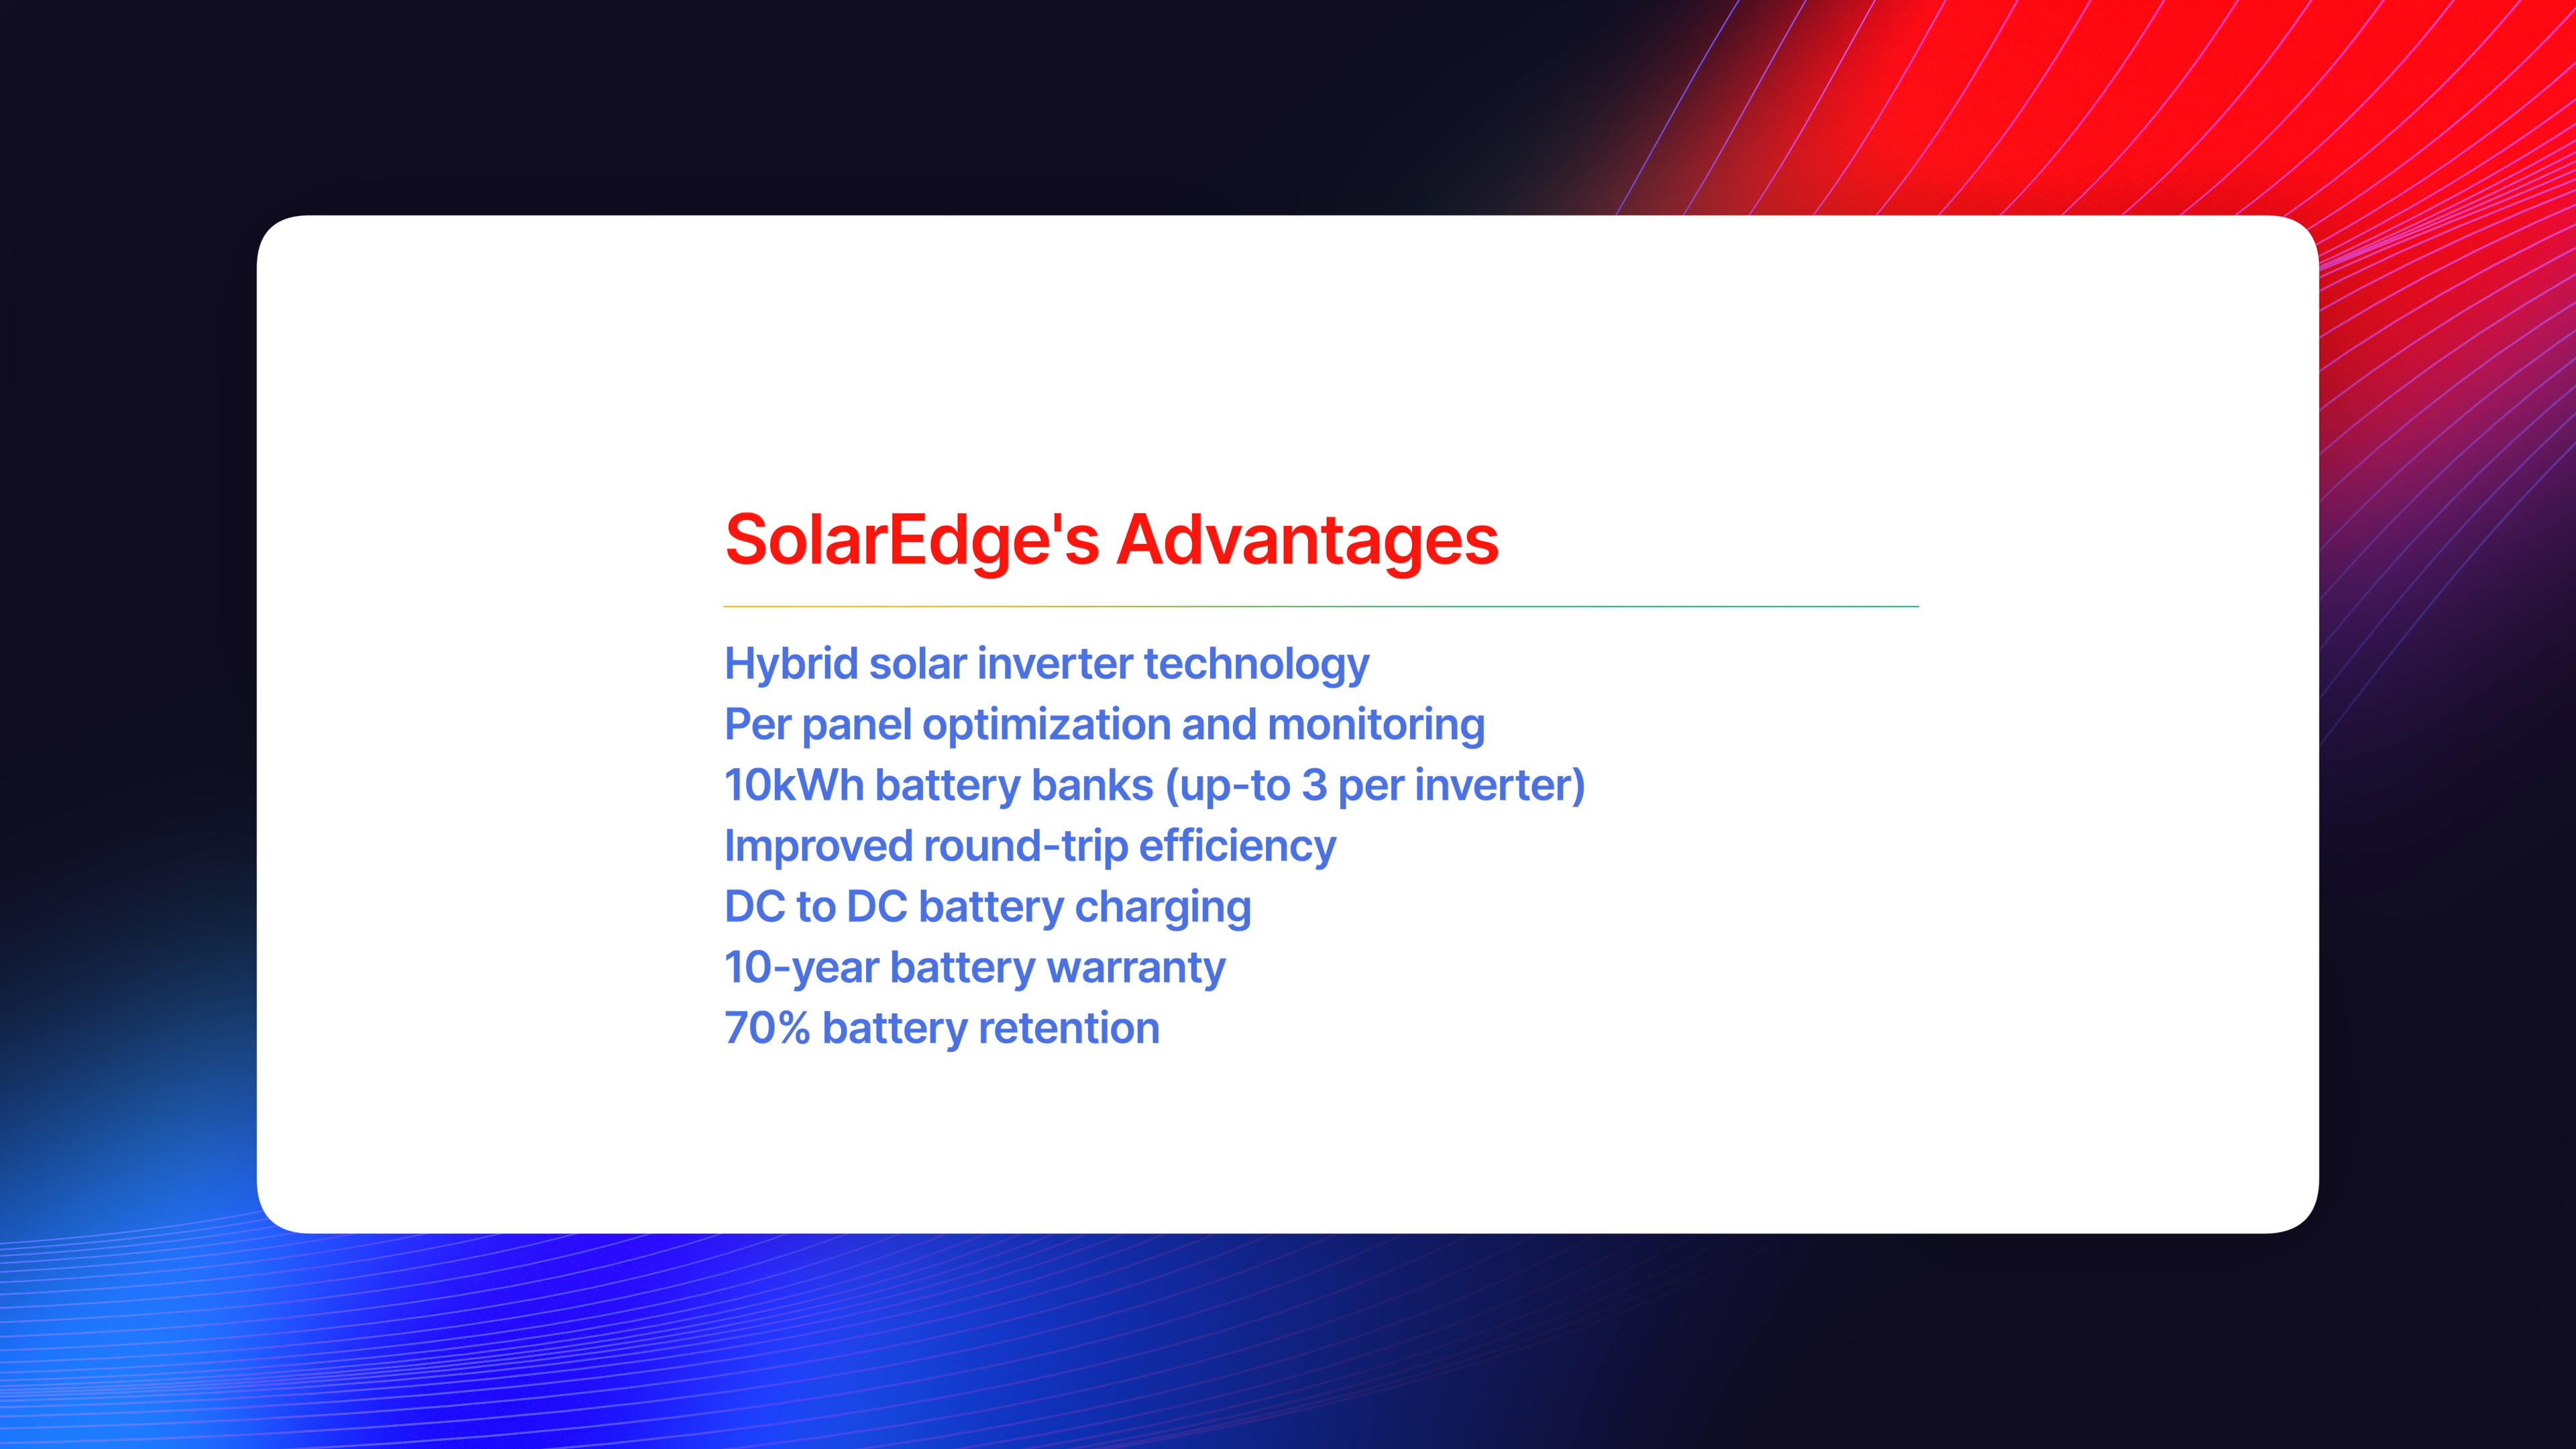 SolarEdge's Advantages
Hybrid solar inverter technology
Per panel optimization and monitoring
10kWh battery banks (up-to 3 per inverter)
Improved round-trip efficiency
DC to DC battery charging
10-year battery warranty
70% battery retention